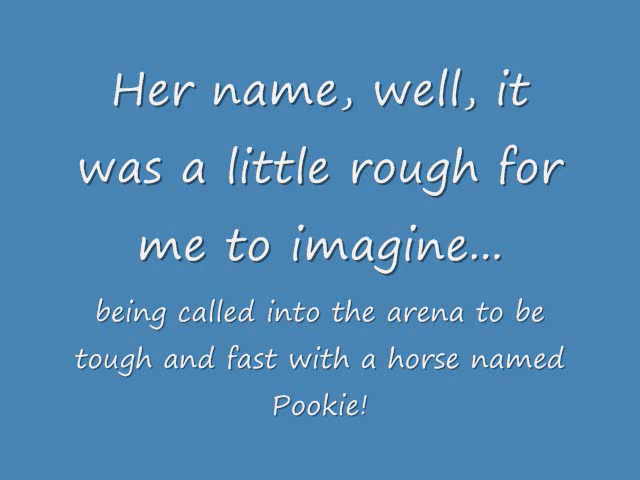 Her name, well, it
was a little rough for
me to imagine...
being called into the arena to be
tough and fast with a horse named
Pookie!